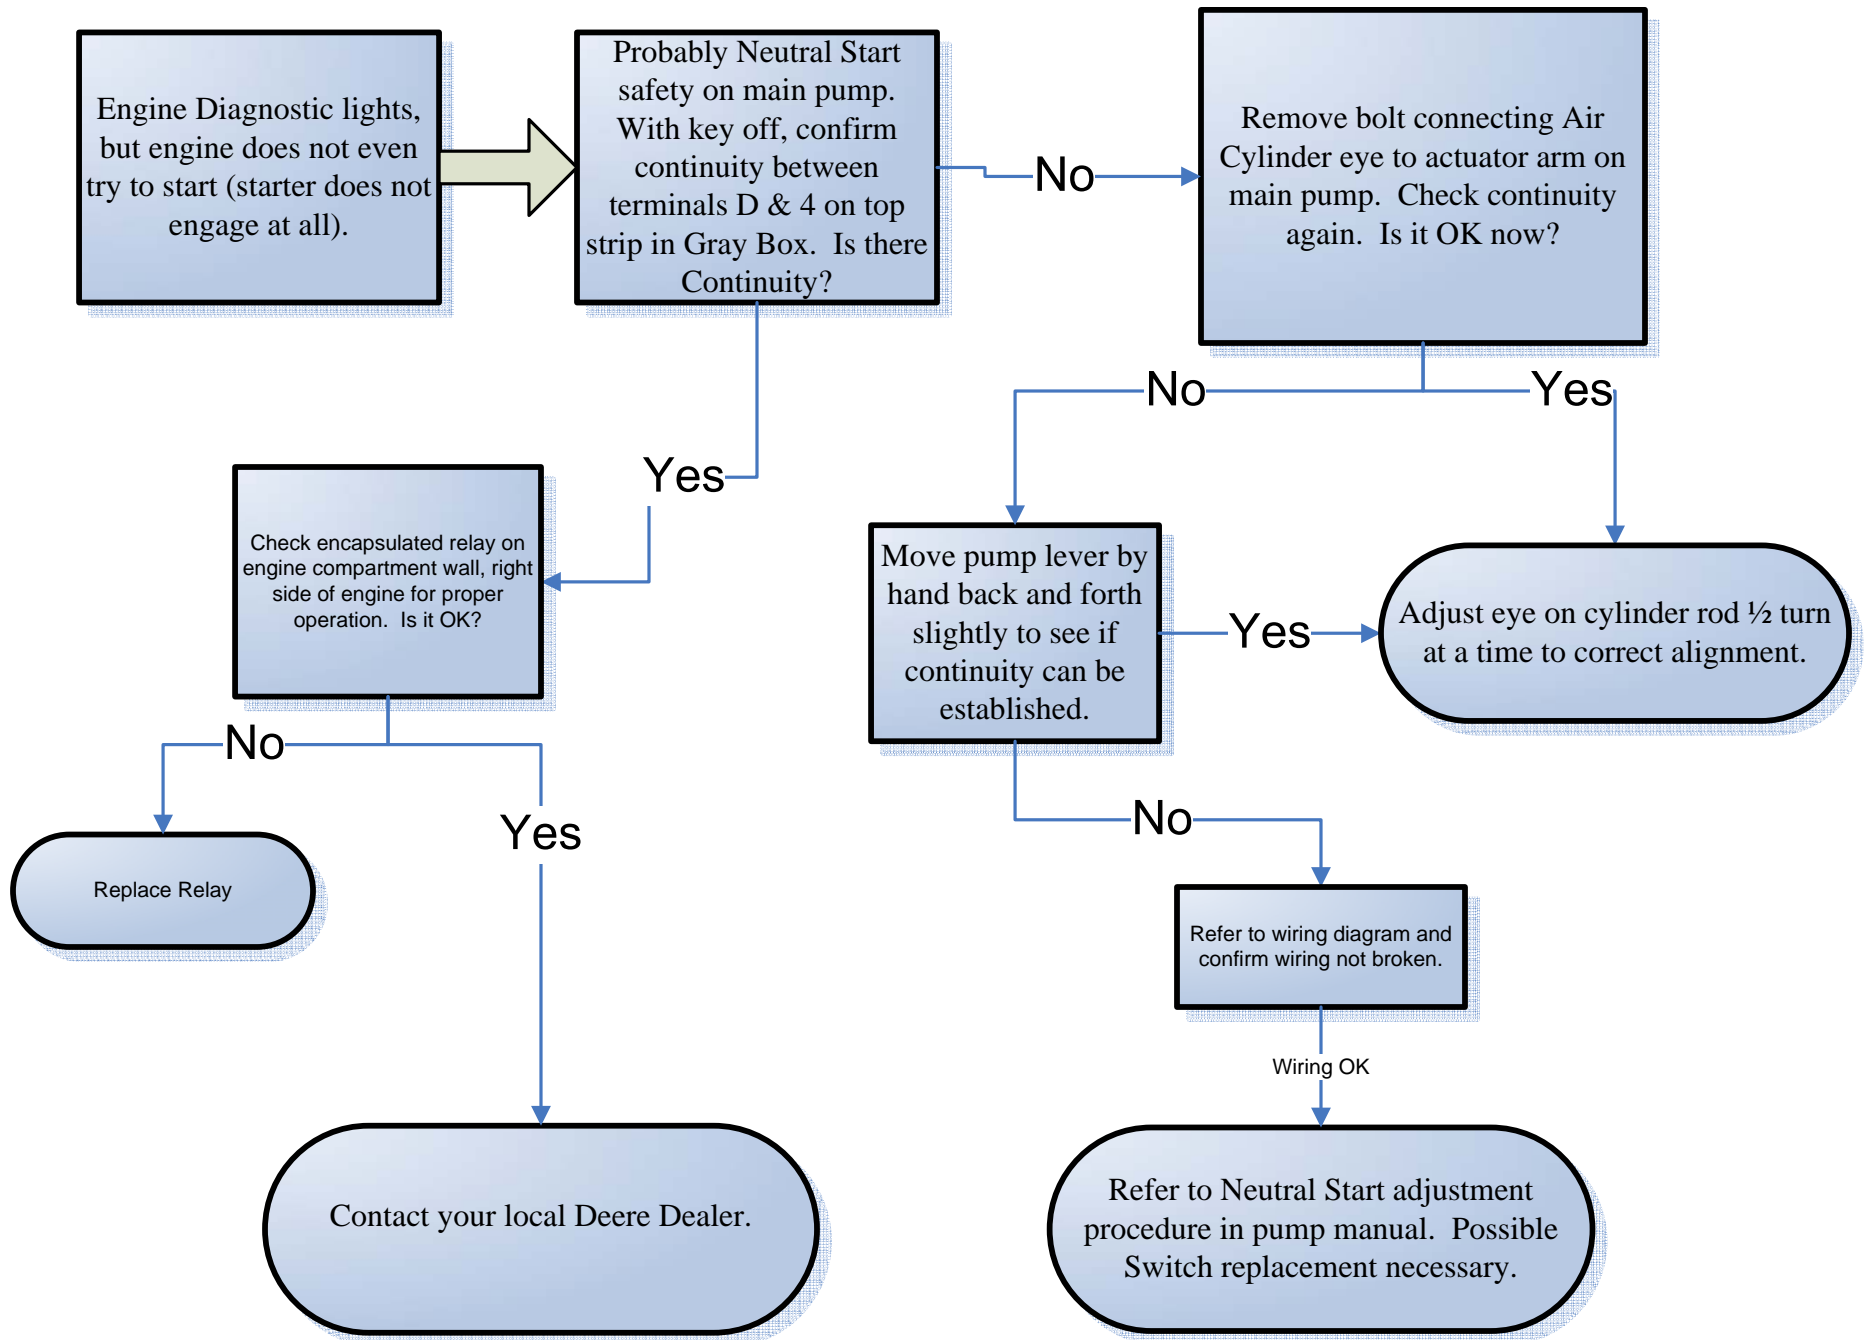 Engine Diagnostic lights,
but engine does not even
try to start (starter does not
engage at all).
Probably Neutral Start
safety on main pump.
With key off, confirm
continuity between
terminals D & 4 on top
strip in Gray Box.  Is there
Continuity?
No
Remove bolt connecting Air
Cylinder eye to actuator arm on
main pump.  Check continuity
again.  Is it OK now?
No
Yes
Yes
Check encapsulated relay on
engine compartment wall, right
side of engine for proper
operation.  Is it OK?
Move pump lever by
hand back and forth
slightly to see if
continuity can be
established.
Yes
Adjust eye on cylinder rod ½ turn
at a time to correct alignment.
No
Yes
No
Replace Relay
Refer to wiring diagram and
confirm wiring not broken.
Wiring OK
Contact your local Deere Dealer.
Refer to Neutral Start adjustment
procedure in pump manual.  Possible
Switch replacement necessary.